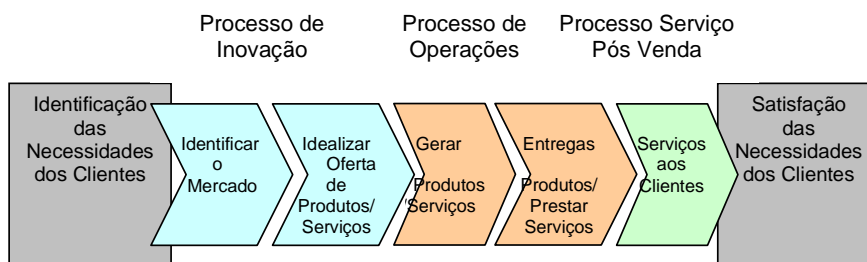 Processo de
Inovação
Processo de
Operações
Processo Serviço
Pós Venda
Identificação
das
Necessidades
dos Clientes
Identificar
o
Mercado
Idealizar
Oferta
de
Produtos/
Serviços
Gerar
Produtos
/Serviços
Entregas
Produtos/
Prestar
Serviços
Serviços
aos
Clientes
Satisfação
das
Necessidades
dos Clientes